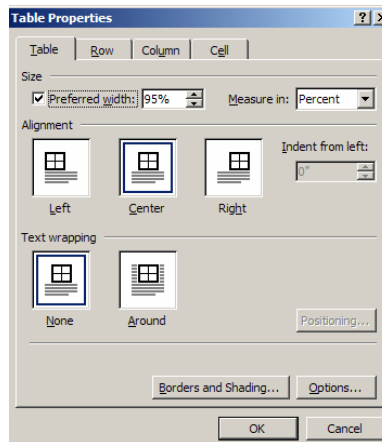 Table Properties
Table Row Column Cell
Size
Preferred width: 95% Measure in: Percent
Alignment
Indent from left:
0"
Left Center Right
Text wrapping
None Around Positioning...
Borders and Shading... Options...
OK Cancel